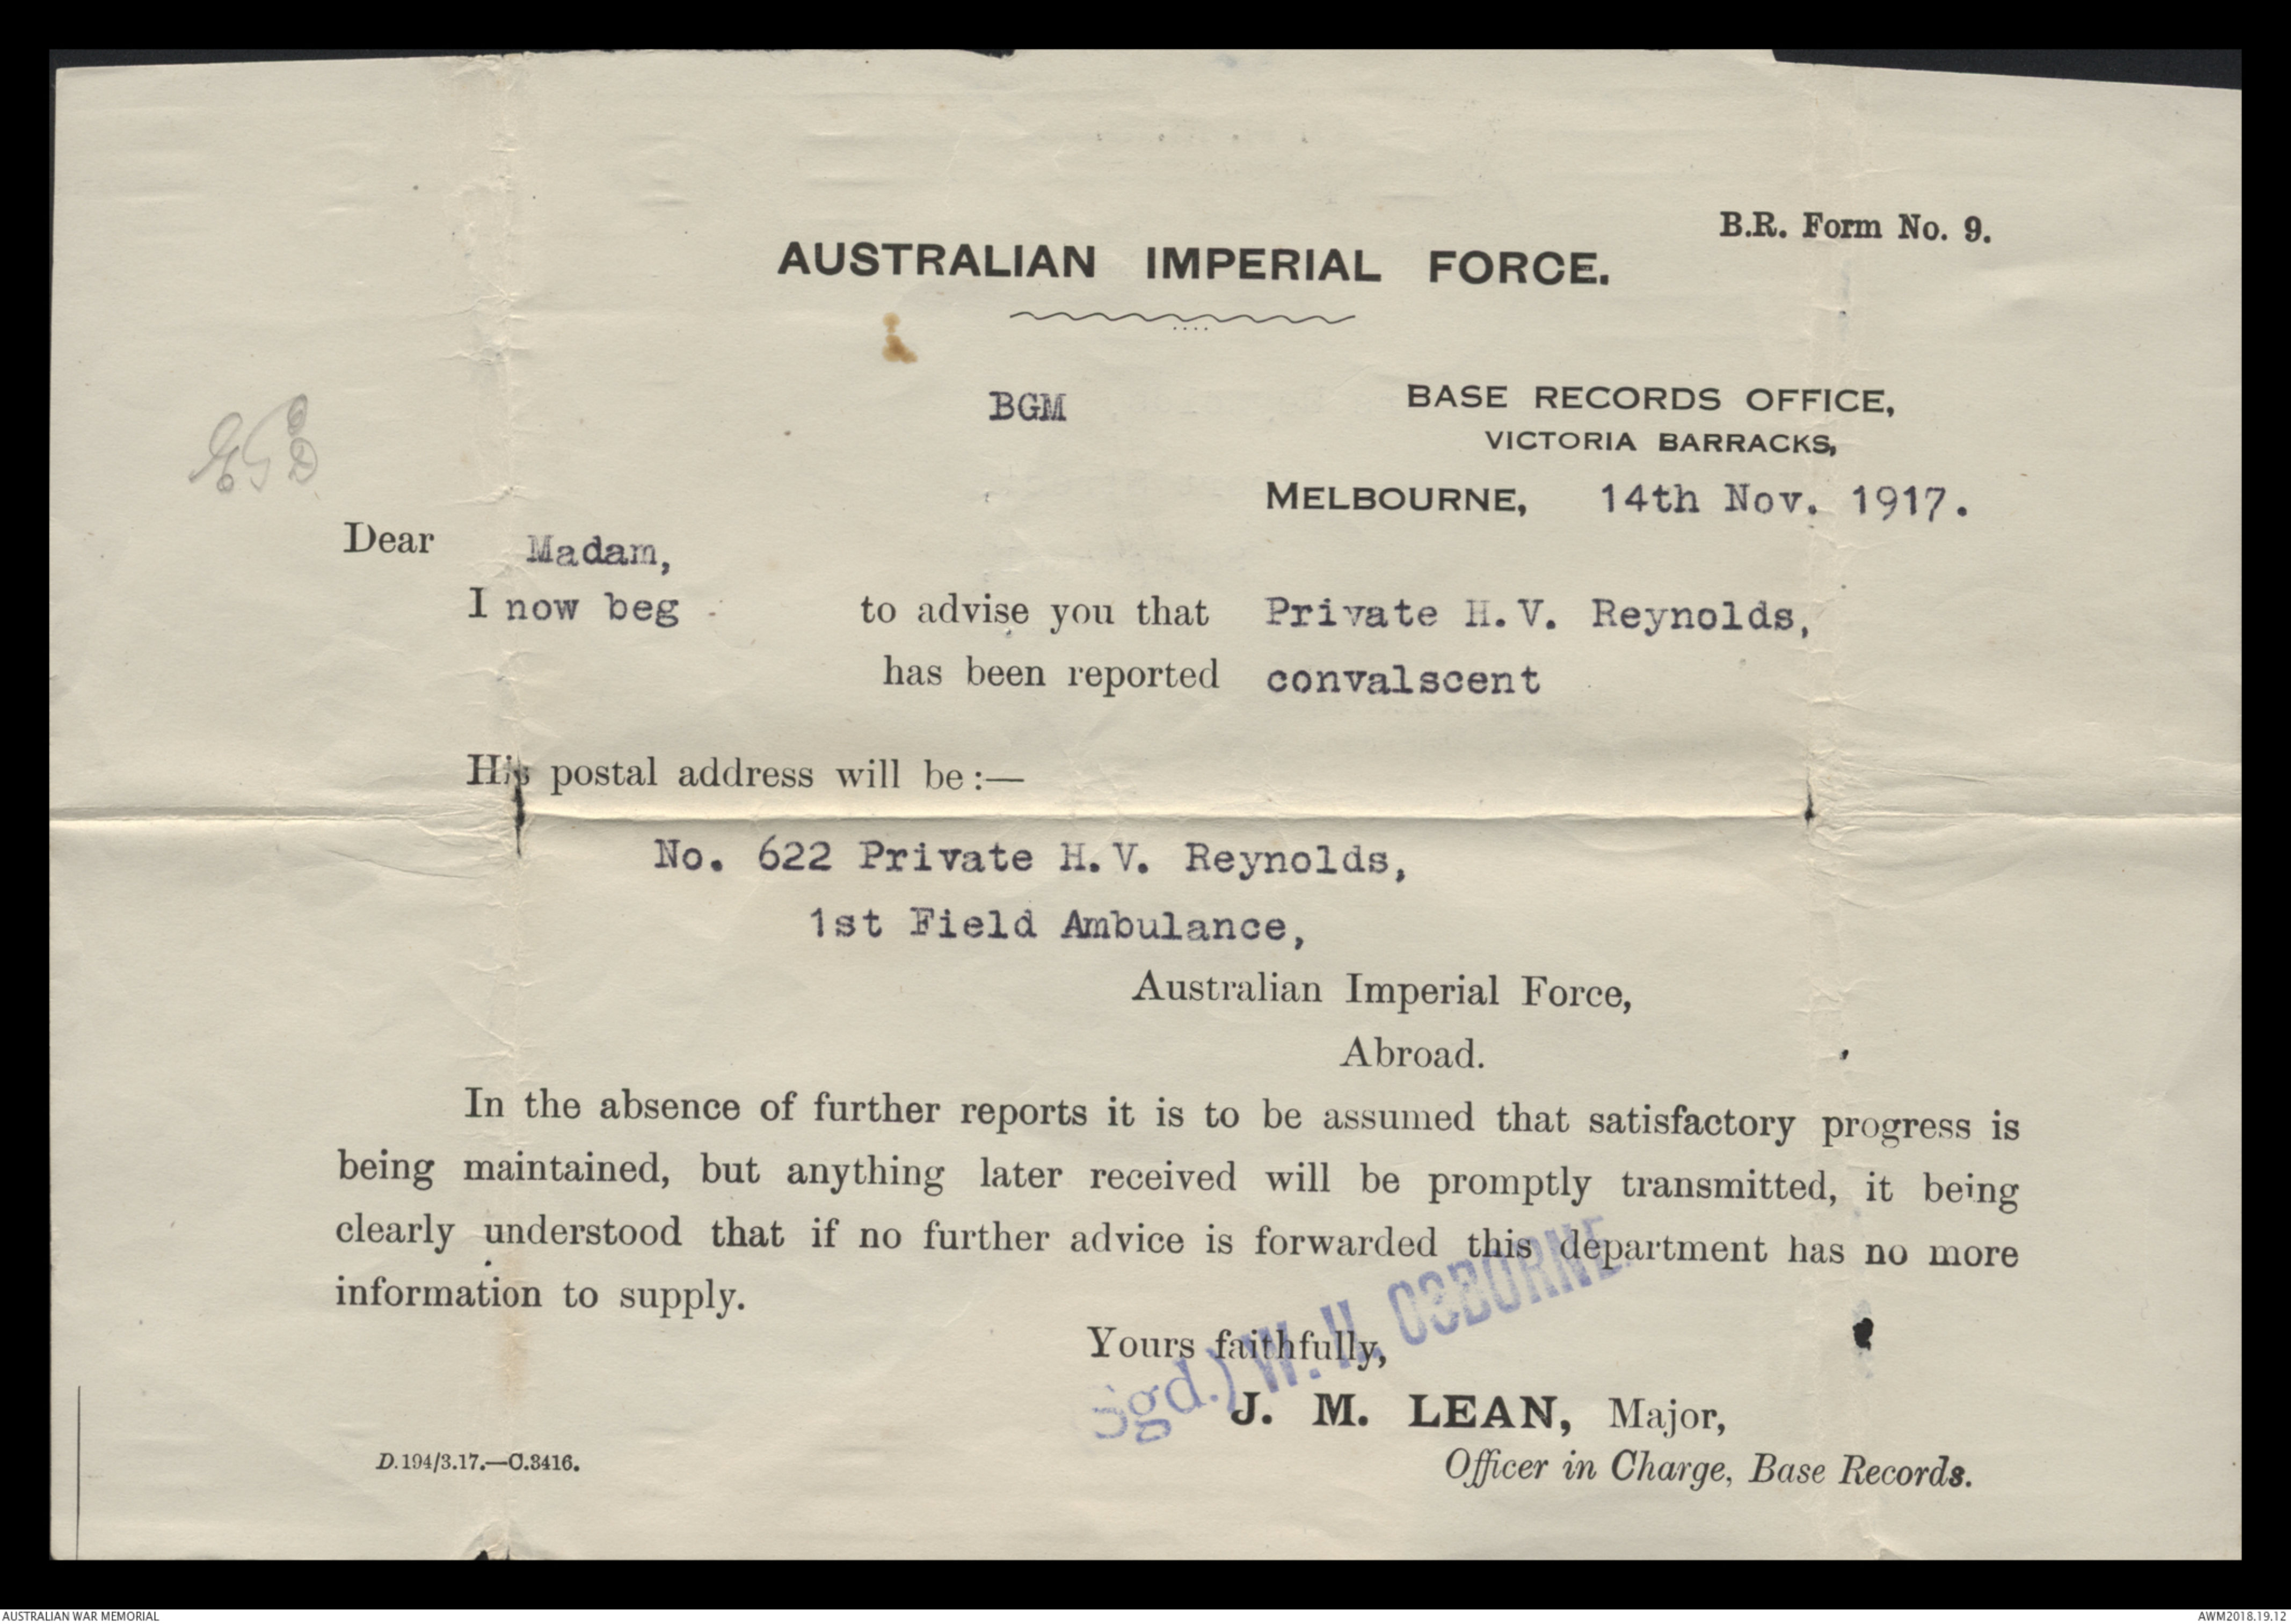 B.R. Form No. 9.
AUSTRALIAN IMPERIAL FORCE.
BGM
BASE RECORDS OFFICE,
VICTORIA BARRACKS,
MELBOURNE, 14th Nov. 1917.
Dear Madam,
I now beg to advise you that Private H.V. Reynolds,
has been reported convalscent
His postal address will be:—
No. 622 Private H.V. Reynolds,
1st Field Ambulance,
Australian Imperial Force,
Abroad.
In the absence of further reports it is to be assumed that satisfactory progress is
being maintained, but anything later received will be promptly transmitted, it being
clearly understood that if no further advice is forwarded this department has no more
information to supply.
Yours faithfully,
Sgd.) W. H. OSBORNE
J. M. LEAN, Major,
Officer in Charge, Base Records.
D.194/3.17.—C.3416.
AUSTRALIAN WAR MEMORIAL
AWM2018.19.12